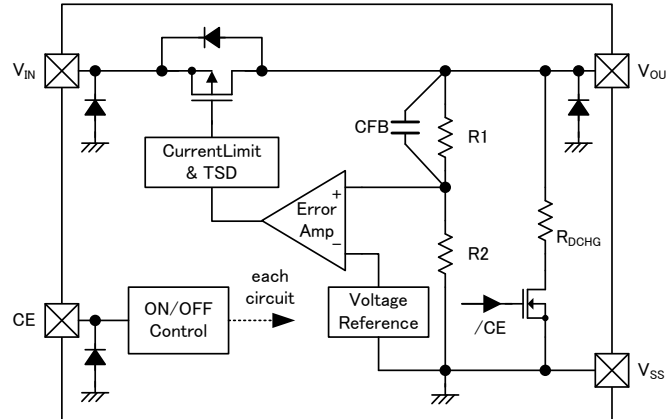 VIN
VOU
CFB
R1
CurrentLimit
& TSD
+
Error
Amp
−
R2
RDCHG
each
circuit
CE
ON/OFF
Control
Voltage
Reference
/CE
VSS